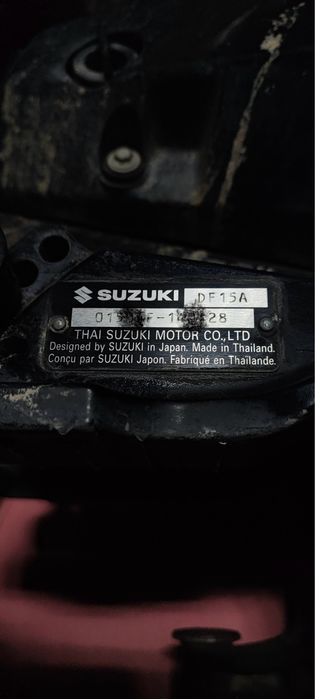 SUZUKI DF15A
THAI SUZUKI MOTOR CO.,LTD
Designed by SUZUKI in Japan. Made in Thailand.
Conçu par SUZUKI Japon. Fabriqué en Thaïlande.